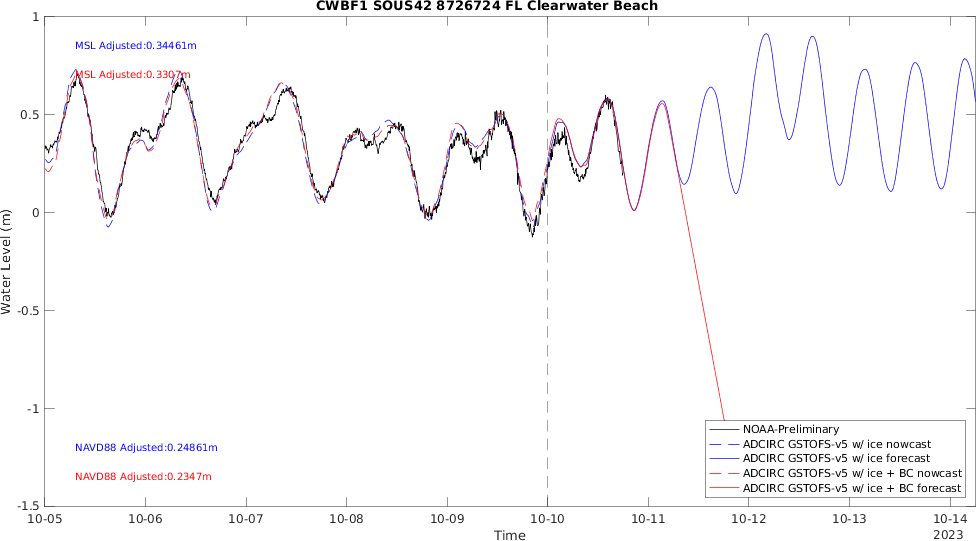 CWBF1 SOUS42 8726724 FL Clearwater Beach
1
MSL Adjusted:0.34461m
MSL Adjusted:0.3307m
0.5
0
Water Level (m)
-0.5
-1
NOAA-Preliminary
ADCIRC GSTOFS-v5 w/ ice nowcast
NAVD88 Adjusted:0.24861m
ADCIRC GSTOFS-v5 w/ ice forecast
ADCIRC GSTOFS-v5 w/ ice + BC nowcast
NAVD88 Adjusted:0.2347m
ADCIRC GSTOFS-v5 w/ ice + BC forecast
-1.5
10-05 10-06 10-07 10-08 10-09 10-10 10-11 10-12 10-13 10-14
Time
2023